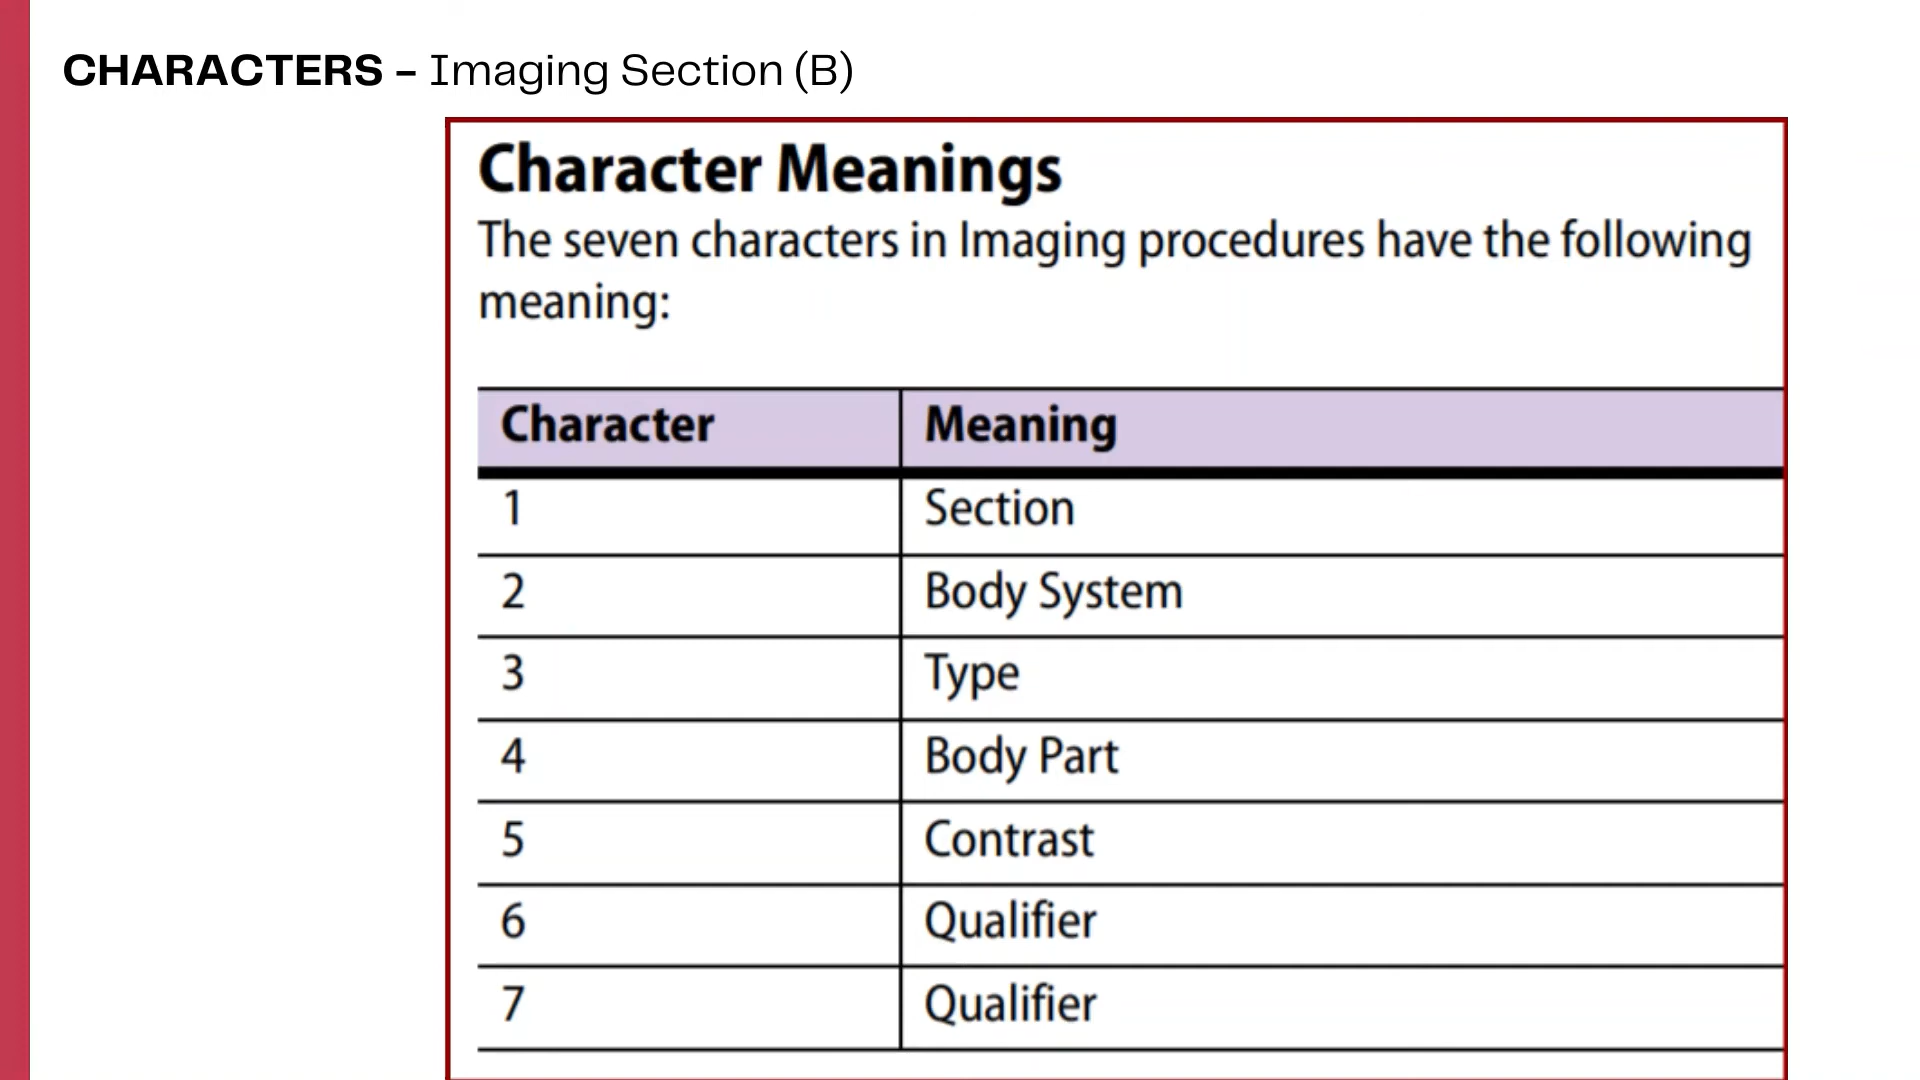 CHARACTERS – Imaging Section (B)
Character Meanings
The seven characters in Imaging procedures have the following
meaning:
Character Meaning
1 Section
2 Body System
3 Type
4 Body Part
5 Contrast
6 Qualifier
7 Qualifier